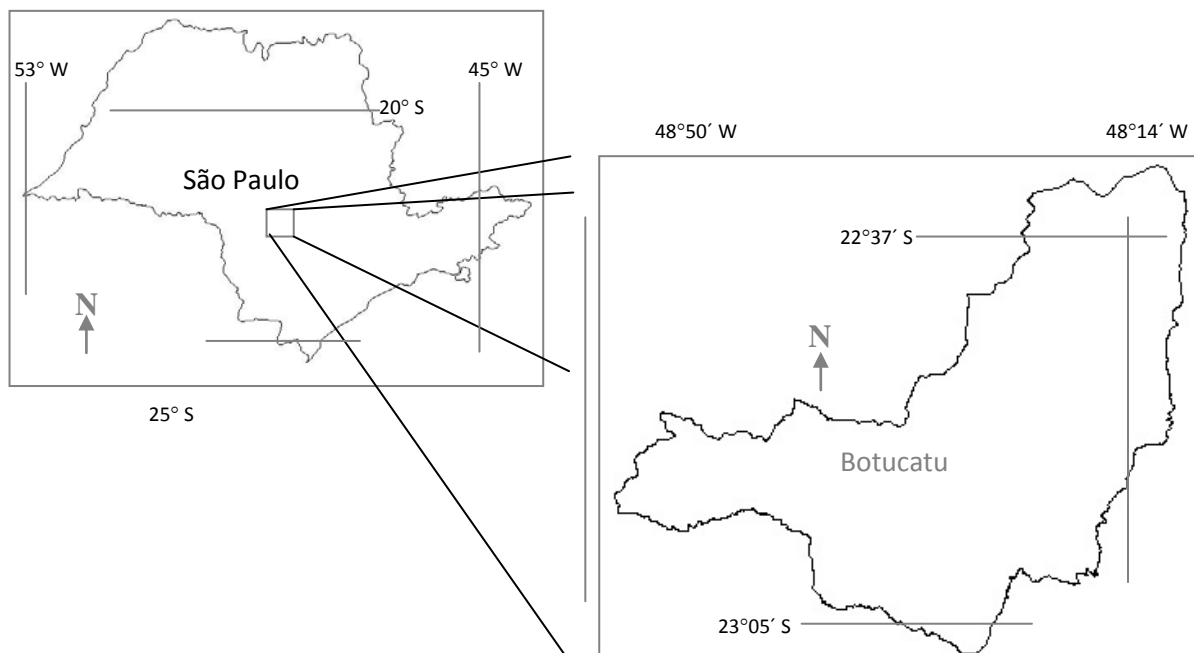 53° W
45° W
20° S
São Paulo
N
25° S
48°50´ W
48°14´ W
22°37´ S
N
Botucatu
23°05´ S